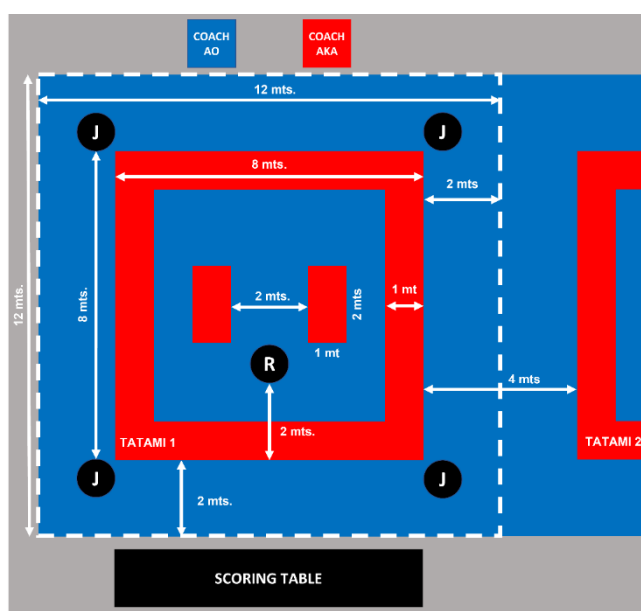 COACH
AO
COACH
AKA
12 mts.
J
J
8 mts.
2 mts
12 mts.
8 mts.
2 mts.
2 mts
1 mt
1 mt
R
4 mts
2 mts.
TATAMI 1
TATAMI 2
J
J
2 mts.
SCORING TABLE